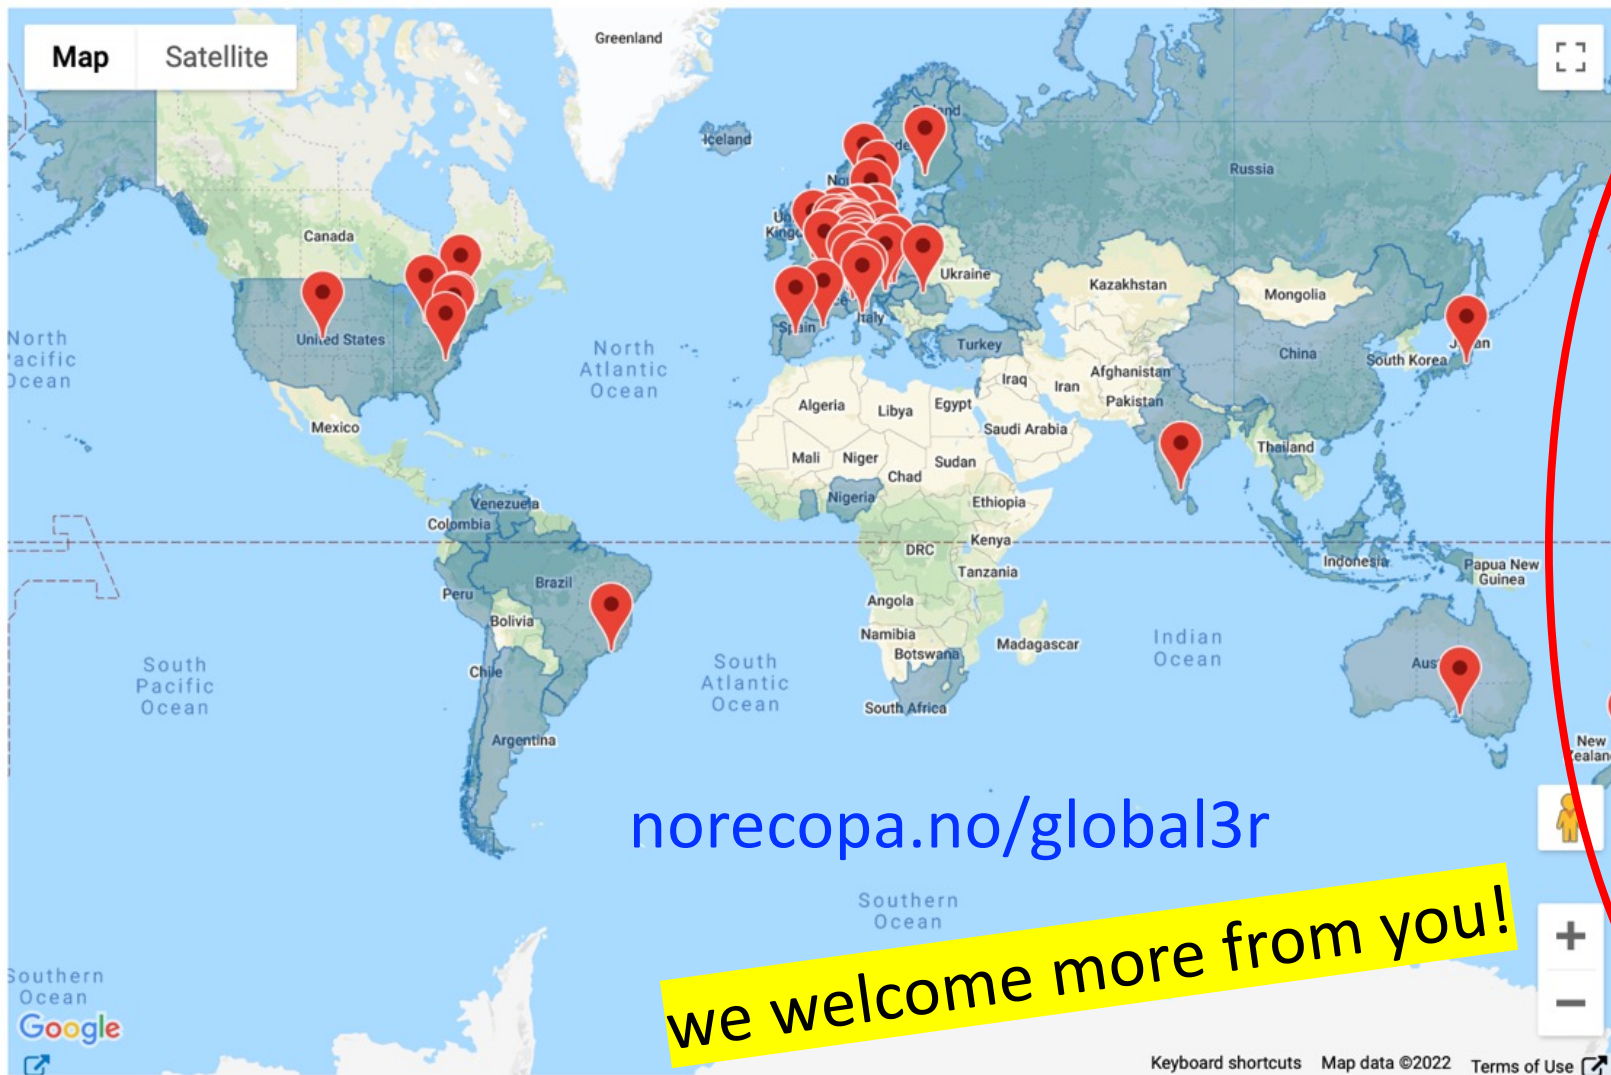 Map
Satellite
Greenland
Iceland
Russia
Canada
Ukraine
Kazakhstan
Mongolia
North
Atlantic
Ocean
United States
Spain
Italy
Turkey
China
South Korea
Afghanistan
Iraq
Iran
Pakistan
Algeria
Libya
Egypt
Saudi Arabia
Mexico
Thailand
Mali
Niger
Chad
Sudan
Nigeria
Ethiopia
Venezuela
Colombia
DRC
Kenya
Tanzania
Indonesia
Papua New
Guinea
Brazil
Peru
Angola
Bolivia
Namibia
Botswana
Madagascar
Indian
Ocean
South
Pacific
Ocean
South
Atlantic
Ocean
Chile
South Africa
Argentina
New
norecopa.no/global3r
Southern
Ocean
we welcome more from you!
Southern
Ocean
Google
Keyboard shortcuts
Map data ©2022
Terms of Use